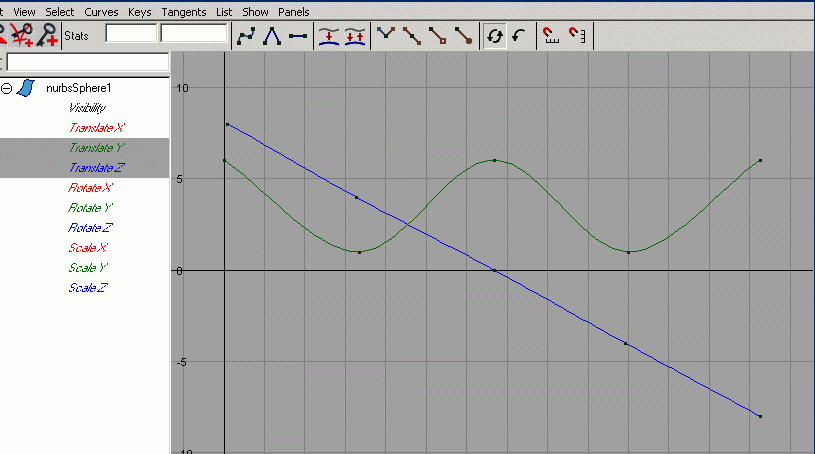 View Select Curves Keys Tangents List Show Panels
Stats
nurbsSphere1
Visibility
Translate X
Translate Y
Translate Z
Rotate X
Rotate Y
Rotate Z
Scale X
Scale Y
Scale Z
10
5
0
-5